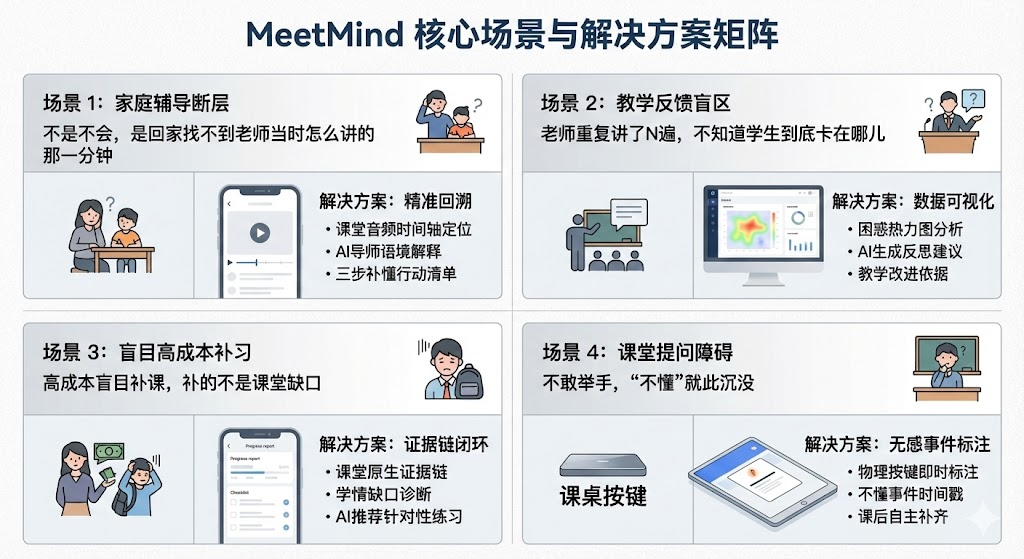 MeetMind 核心场景与解决方案矩阵
场景 1：家庭辅导断层
不是不会，是回家找不到老师当时怎么讲的
那一分钟
?
?
解决方案：精准回溯
• 课堂音频时间轴定位
• AI导师语境解释
• 三步补懂行动清单
场景 2：教学反馈盲区
老师重复讲了N遍，不知道学生到底卡在哪儿
? ?
解决方案：数据可视化
• 困惑热力图分析
• AI生成反思建议
• 教学改进依据
场景 3：盲目高成本补习
高成本盲目补课，补的不是课堂缺口
Progress report
Progress report
Checklist
解决方案：证据链闭环
• 课堂原生证据链
• 学情缺口诊断
• AI推荐针对性练习
场景 4：课堂提问障碍
不敢举手，“不懂”就此沉没
?
课桌按键
解决方案：无感事件标注
• 物理按键即时标注
• 不懂事件时间戳
• 课后自主补齐